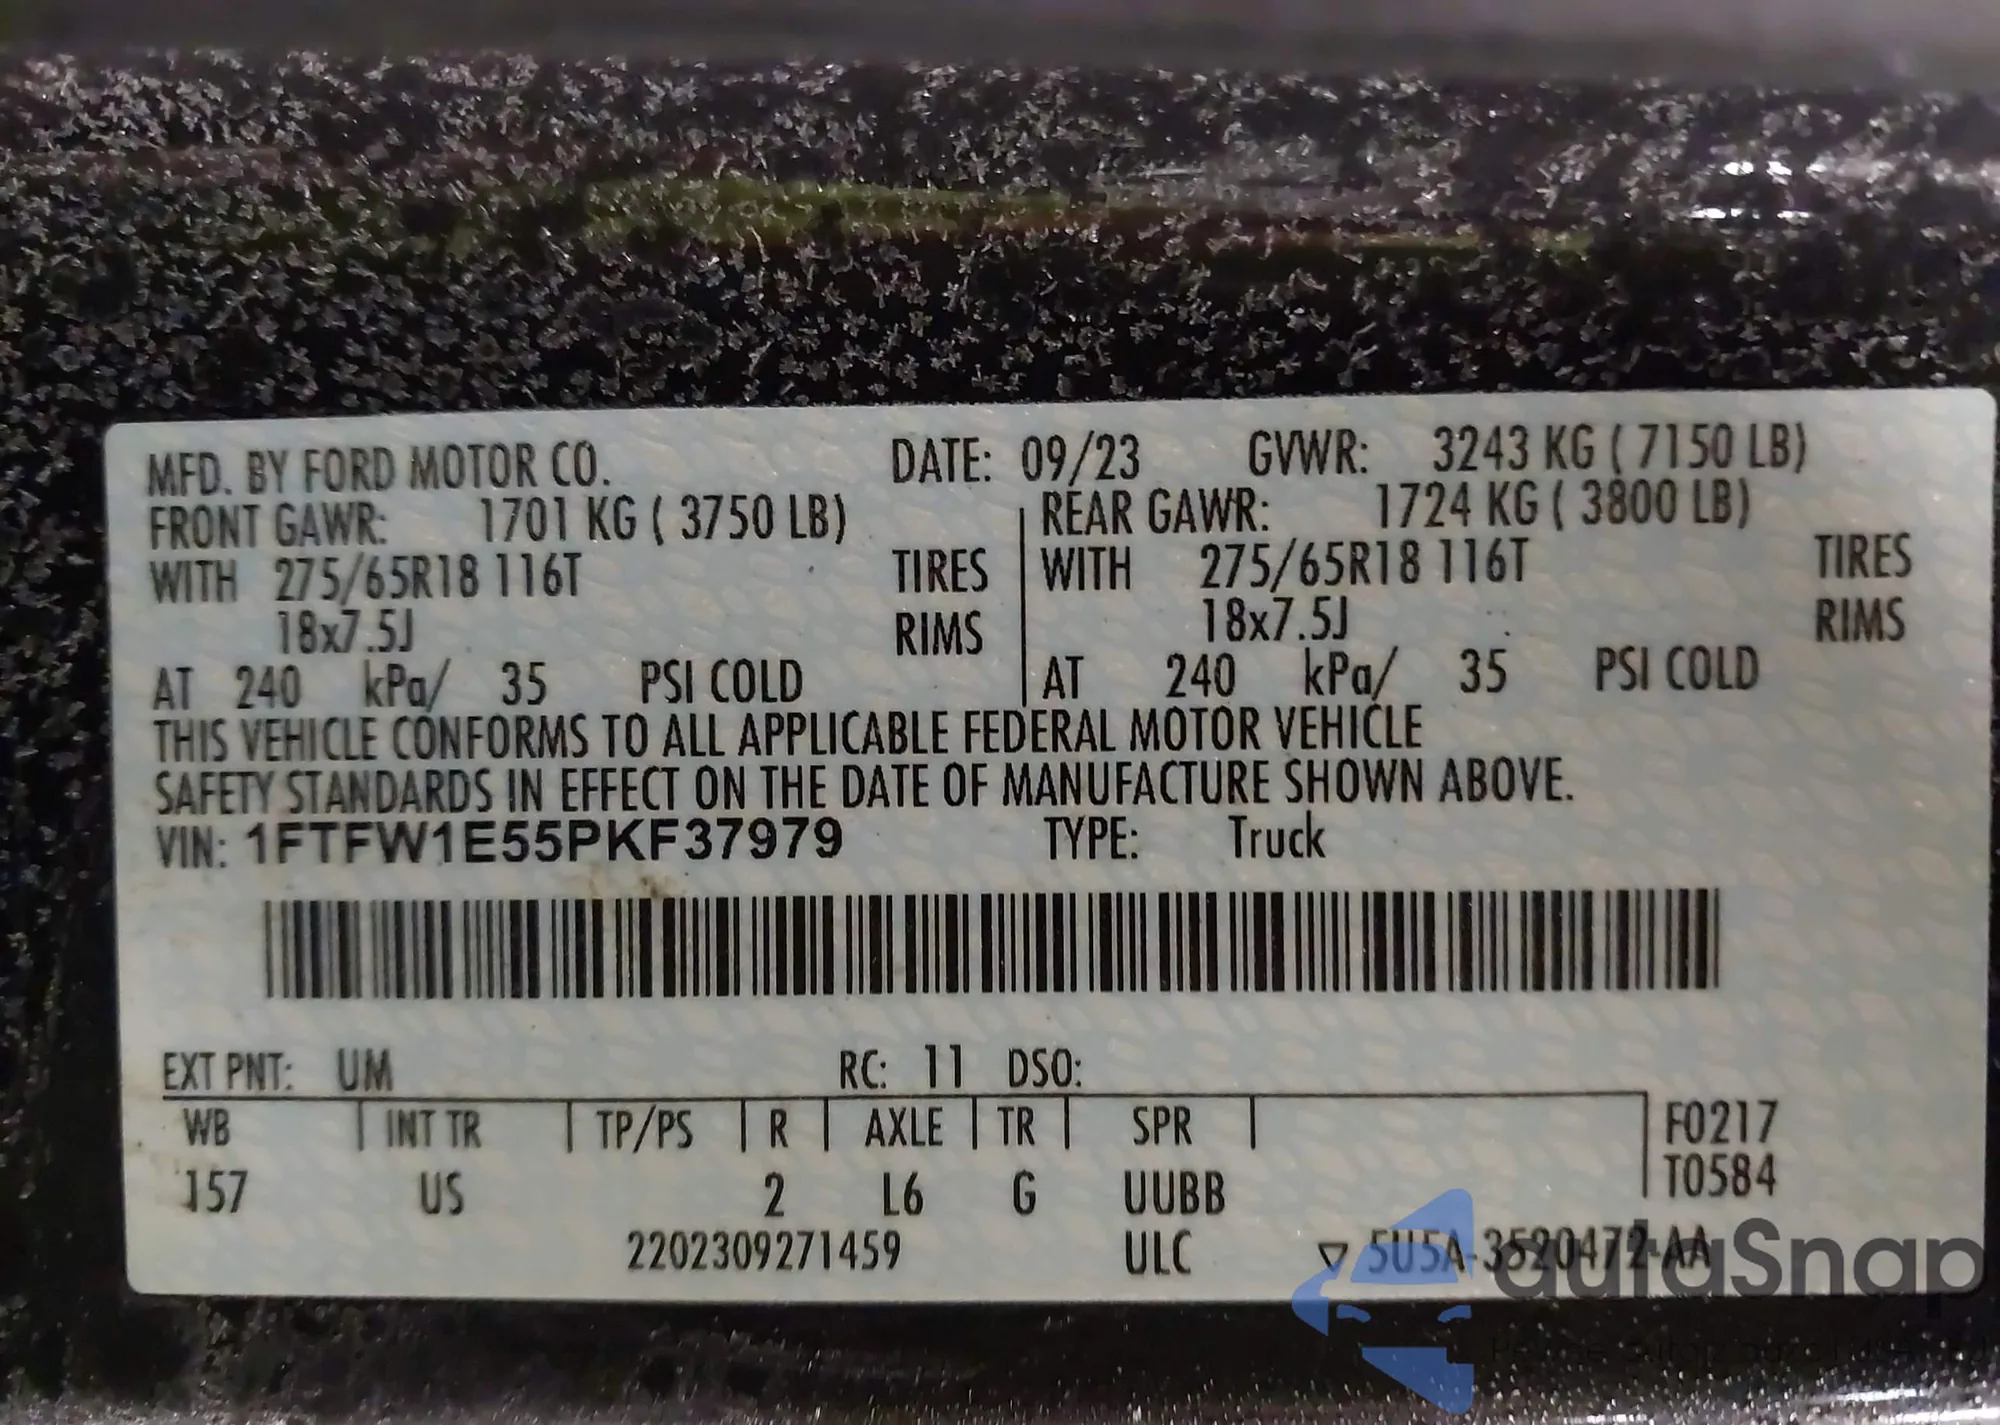 MFD. BY FORD MOTOR CO. DATE: 09/23 GVWR: 3243 KG ( 7150 LB)
FRONT GAWR: 1701 KG ( 3750 LB) REAR GAWR: 1724 KG ( 3800 LB)
WITH 275/65R18 116T TIRES WITH 275/65R18 116T TIRES
18x7.5J RIMS 18x7.5J RIMS
AT 240 kPa/ 35 PSI COLD AT 240 kPa/ 35 PSI COLD
THIS VEHICLE CONFORMS TO ALL APPLICABLE FEDERAL MOTOR VEHICLE
SAFETY STANDARDS IN EFFECT ON THE DATE OF MANUFACTURE SHOWN ABOVE.
VIN: 1FTFW1E55PKF37979 TYPE: Truck
EXT PNT: UM RC: 11 DSO:
WB INT TR TP/PS R AXLE TR SPR F0217
157 US 2 L6 G UUBB T0584
2202309271459 ULC ▽ 5U5A-3520472-AA
autaSnap